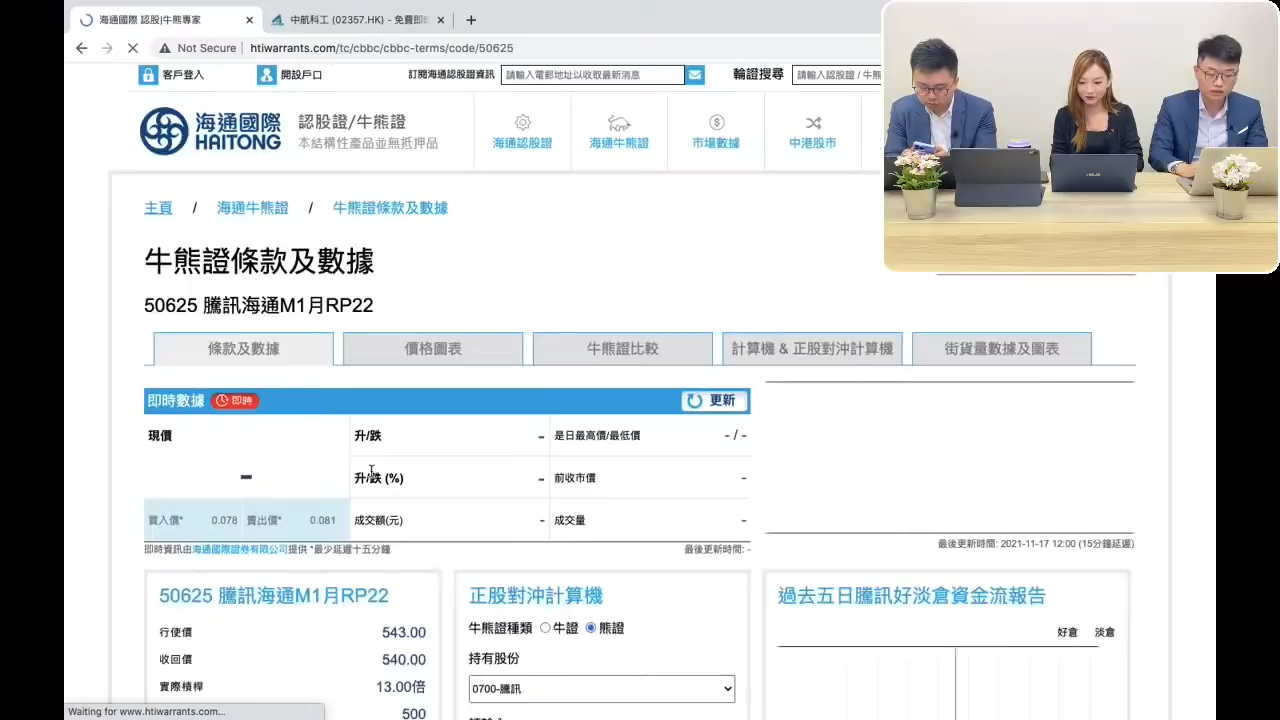 海通國際 認股|牛熊專家
中航科工 (02357.HK) - 免費即
Not Secure
htiwarrants.com/tc/cbbc/cbbc-terms/code/50625
客戶登入
開設戶口
訂閱海通認股證資訊
請輸入電郵地址以收取最新消息
輪證搜尋
請輸入認股證 / 牛熊
海通國際
HAITONG
認股證/牛熊證
本結構性產品並無抵押品
海通認股證
海通牛熊證
市場數據
中港股市
主頁 / 海通牛熊證 / 牛熊證條款及數據
牛熊證條款及數據
50625 騰訊海通M1月RP22
條款及數據
價格圖表
牛熊證比較
計算機 & 正股對沖計算機
街貨量數據及圖表
即時數據 即時
更新
現價
升/跌 -
是日最高價/最低價 - / -
-
升/跌 (%) -
前收市價 -
買入價* 0.078 賣出價* 0.081
成交額(元) -
成交量 -
即時資訊由海通國際證券有限公司提供 *最少延遲十五分鐘
最後更新時間: -
最後更新時間: 2021-11-17 12:00 (15分鐘延遲)
50625 騰訊海通M1月RP22
行使價 543.00
收回價 540.00
實際槓桿 13.00倍
500
正股對沖計算機
牛熊證種類 牛證 熊證
持有股份
0700-騰訊
過去五日騰訊好淡倉資金流報告
好倉 淡倉
Waiting for www.htiwarrants.com...
ASUS